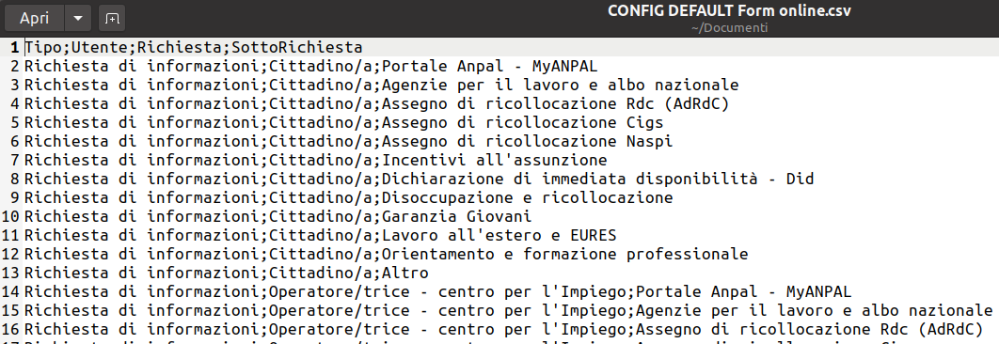 Apri
CONFIG DEFAULT Form online.csv
~/Documenti
1 Tipo;Utente;Richiesta;SottoRichiesta
2 Richiesta di informazioni;Cittadino/a;Portale Anpal - MyANPAL
3 Richiesta di informazioni;Cittadino/a;Agenzie per il lavoro e albo nazionale
4 Richiesta di informazioni;Cittadino/a;Assegno di ricollocazione Rdc (AdRdC)
5 Richiesta di informazioni;Cittadino/a;Assegno di ricollocazione Cigs
6 Richiesta di informazioni;Cittadino/a;Assegno di ricollocazione Naspi
7 Richiesta di informazioni;Cittadino/a;Incentivi all'assunzione
8 Richiesta di informazioni;Cittadino/a;Dichiarazione di immediata disponibilità - Did
9 Richiesta di informazioni;Cittadino/a;Disoccupazione e ricollocazione
10 Richiesta di informazioni;Cittadino/a;Garanzia Giovani
11 Richiesta di informazioni;Cittadino/a;Lavoro all'estero e EURES
12 Richiesta di informazioni;Cittadino/a;Orientamento e formazione professionale
13 Richiesta di informazioni;Cittadino/a;Altro
14 Richiesta di informazioni;Operatore/trice - centro per l'Impiego;Portale Anpal - MyANPAL
15 Richiesta di informazioni;Operatore/trice - centro per l'Impiego;Agenzie per il lavoro e albo nazionale
16 Richiesta di informazioni;Operatore/trice - centro per l'Impiego;Assegno di ricollocazione Rdc (AdRdC)